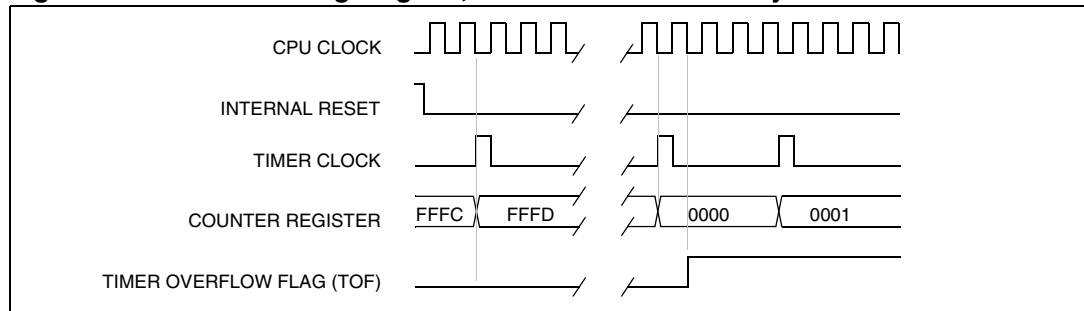 CPU CLOCK
INTERNAL RESET
TIMER CLOCK
COUNTER REGISTER FFFC FFFD 0000 0001
TIMER OVERFLOW FLAG (TOF)